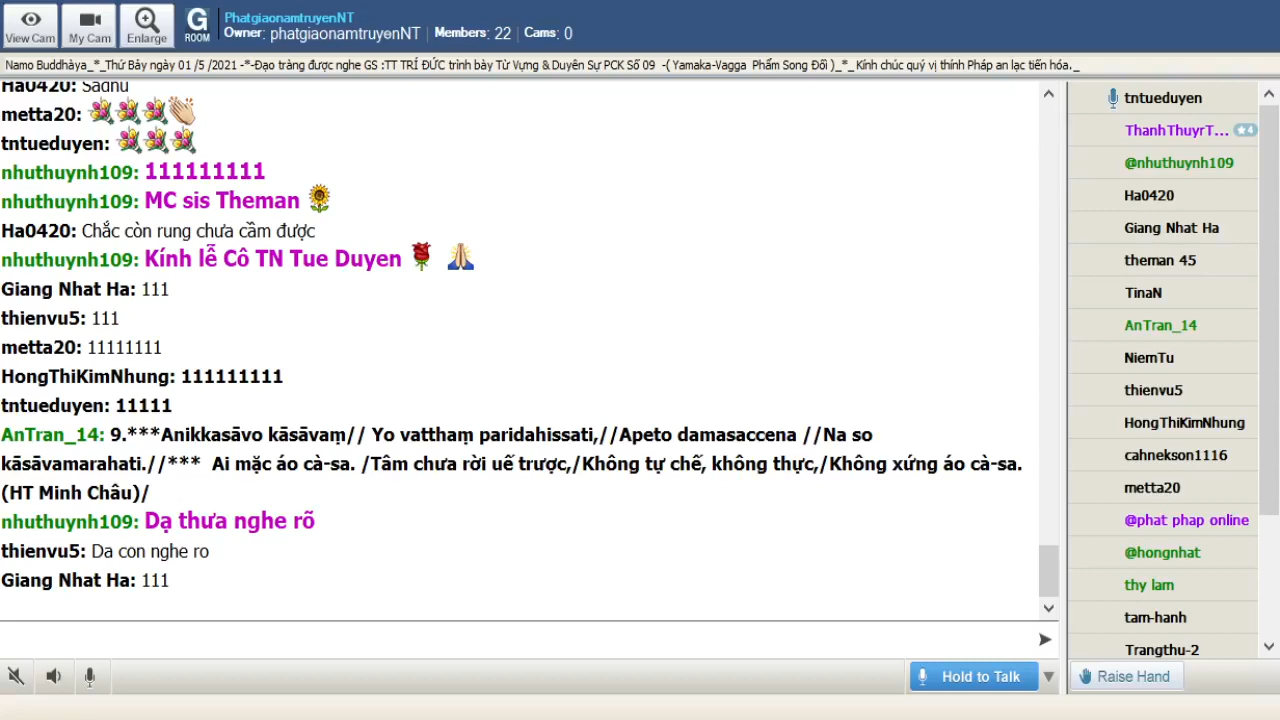 View Cam
My Cam
Enlarge
G
ROOM
PhatgiaonamtruyenNT
Owner: phatgiaonamtruyenNT | Members: 22 | Cams: 0
Namo Buddhàya_*_Thứ Bảy ngày 01 /5 /2021 -*-Đạo tràng được nghe GS :TT TRÍ ĐỨC trình bày Từ Vựng & Duyên Sự PCK Số 09 -( Yamaka-Vagga Phẩm Song Đối )_*_ Kính chúc quý vị thính Pháp an lạc tiến hóa._
Ha0420: Sadhu
metta20:
tntueduyen:
nhuthuynh109: 111111111
nhuthuynh109: MC sis Theman
Ha0420: Chắc còn rung chưa cầm được
nhuthuynh109: Kính lễ Cô TN Tue Duyen
Giang Nhat Ha: 111
thienvu5: 111
metta20: 11111111
HongThiKimNhung: 111111111
tntueduyen: 11111
AnTran_14: 9.***Anikkasāvo kāsāvaṃ// Yo vatthaṃ paridahissati,//Apeto damasaccena //Na so
kāsāvamarahati.//*** Ai mặc áo cà-sa. /Tâm chưa rời uế trược,/Không tự chế, không thực,/Không xứng áo cà-sa.
(HT Minh Châu)/
nhuthuynh109: Dạ thưa nghe rõ
thienvu5: Da con nghe ro
Giang Nhat Ha: 111
Hold to Talk
tntueduyen
ThanhThuyrT... 4
@nhuthuynh109
Ha0420
Giang Nhat Ha
theman 45
TinaN
AnTran_14
NiemTu
thienvu5
HongThiKimNhung
cahnekson1116
metta20
@phat phap online
@hongnhat
thy lam
tam-hanh
Trangthu-2
Raise Hand